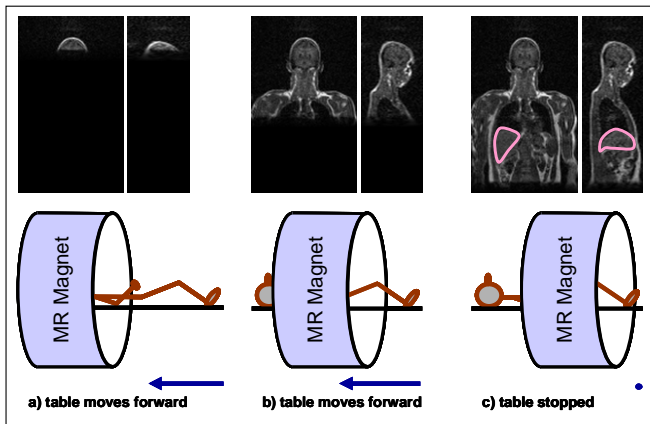 MR Magnet
MR Magnet
MR Magnet
a) table moves forward
b) table moves forward
c) table stopped